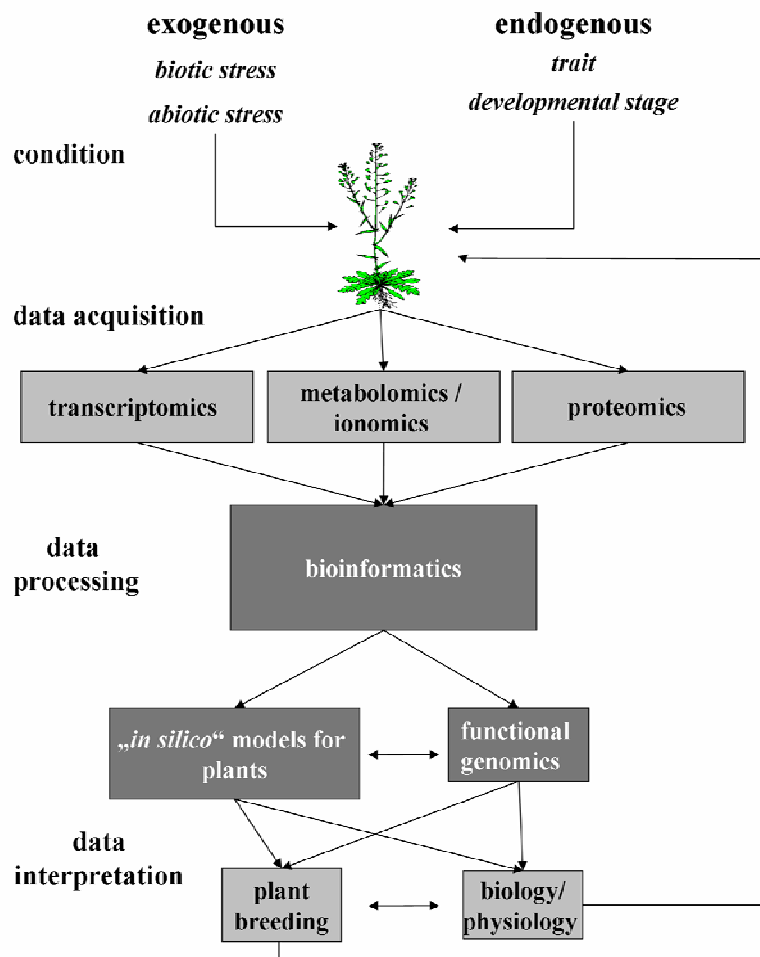 exogenous
endogenous
biotic stress
trait
abiotic stress
developmental stage
condition
data acquisition
transcriptomics
metabolomics /
ionomics
proteomics
data
processing
bioinformatics
„in silico“ models for
plants
functional
genomics
data
interpretation
plant
breeding
biology/
physiology